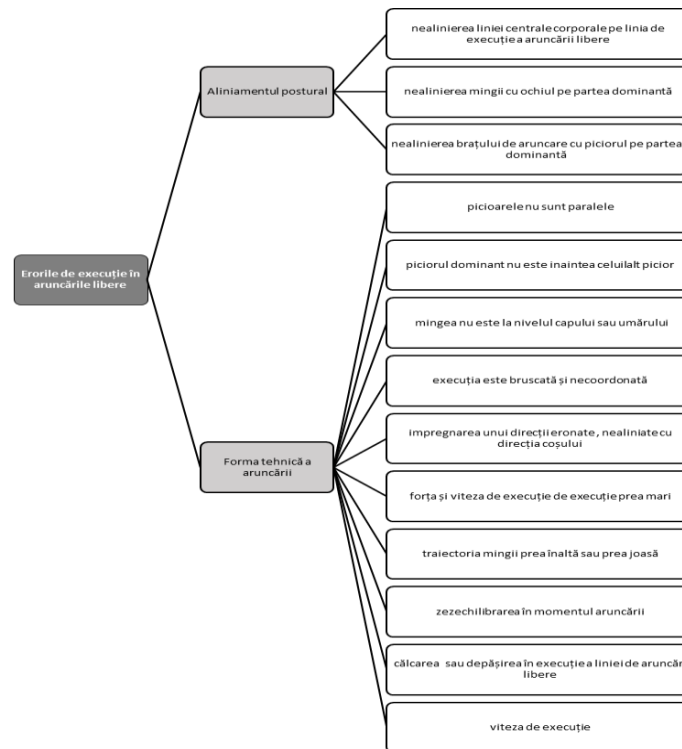 nealinierea liniei centrale corporale pe linia de
execuție a aruncării libere
Aliniamentul postural
nealinierea mingii cu ochiul pe partea dominantă
nealinierea brațului de aruncare cu piciorul pe partea
dominantă
picioarele nu sunt paralele
Erorile de execuție în
aruncările libere
piciorul dominant nu este inaintea celuilalt picior
mingea nu este la nivelul capului sau umărului
execuția este bruscată și necoordonată
Forma tehnică a
aruncării
impregnarea unui direcții eronate, nealiniate cu
direcția coșului
forța și viteza de execuție de execuție prea mari
traiectoria mingii prea înaltă sau prea joasă
zezechilibrarea în momentul aruncării
călcarea sau depășirea în execuție a liniei de aruncăr
libere
viteza de execuție